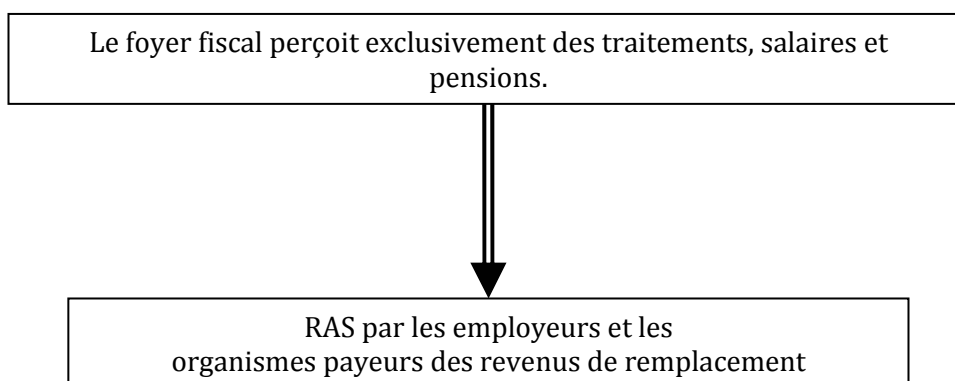 Le foyer fiscal perçoit exclusivement des traitements, salaires et
pensions.
RAS par les employeurs et les
organismes payeurs des revenus de remplacement